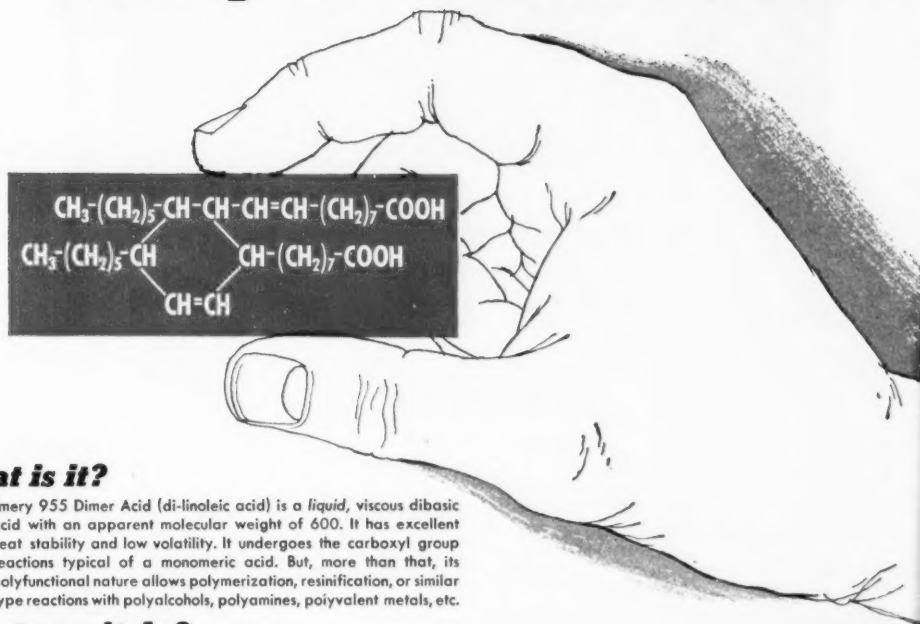 CH₃-(CH₂)₅-CH-CH-CH=CH-(CH₂)₇-COOH
CH₃-(CH₂)₅-CH CH-(CH₂)₇-COOH
CH=CH
at is it?
mery 955 Dimer Acid (di-linoleic acid) is a liquid, viscous dibasic
cid with an apparent molecular weight of 600. It has excellent
eat stability and low volatility. It undergoes the carboxyl group
eactions typical of a monomeric acid. But, more than that, its
olyfunctional nature allows polymerization, resinification, or similar
ype reactions with polyalcohols, polyamines, polyvalent metals, etc.